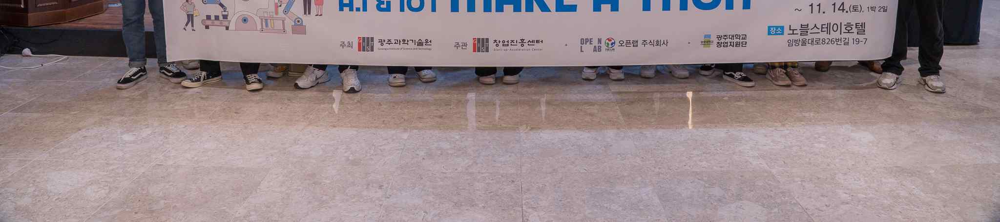 A.I & IOT MAKE A THON
~ 11. 14.(토), 1박 2일
장소 노블스테이호텔
임방울대로826번길 19-7
주최 GIST 광주과학기술원
Gwangju Institute of Science and Technology
주관 GIST 창업진흥센터
Start-up-Acceleration Center
OPEN LAB 오픈랩 주식회사
광주대학교
창업지원단